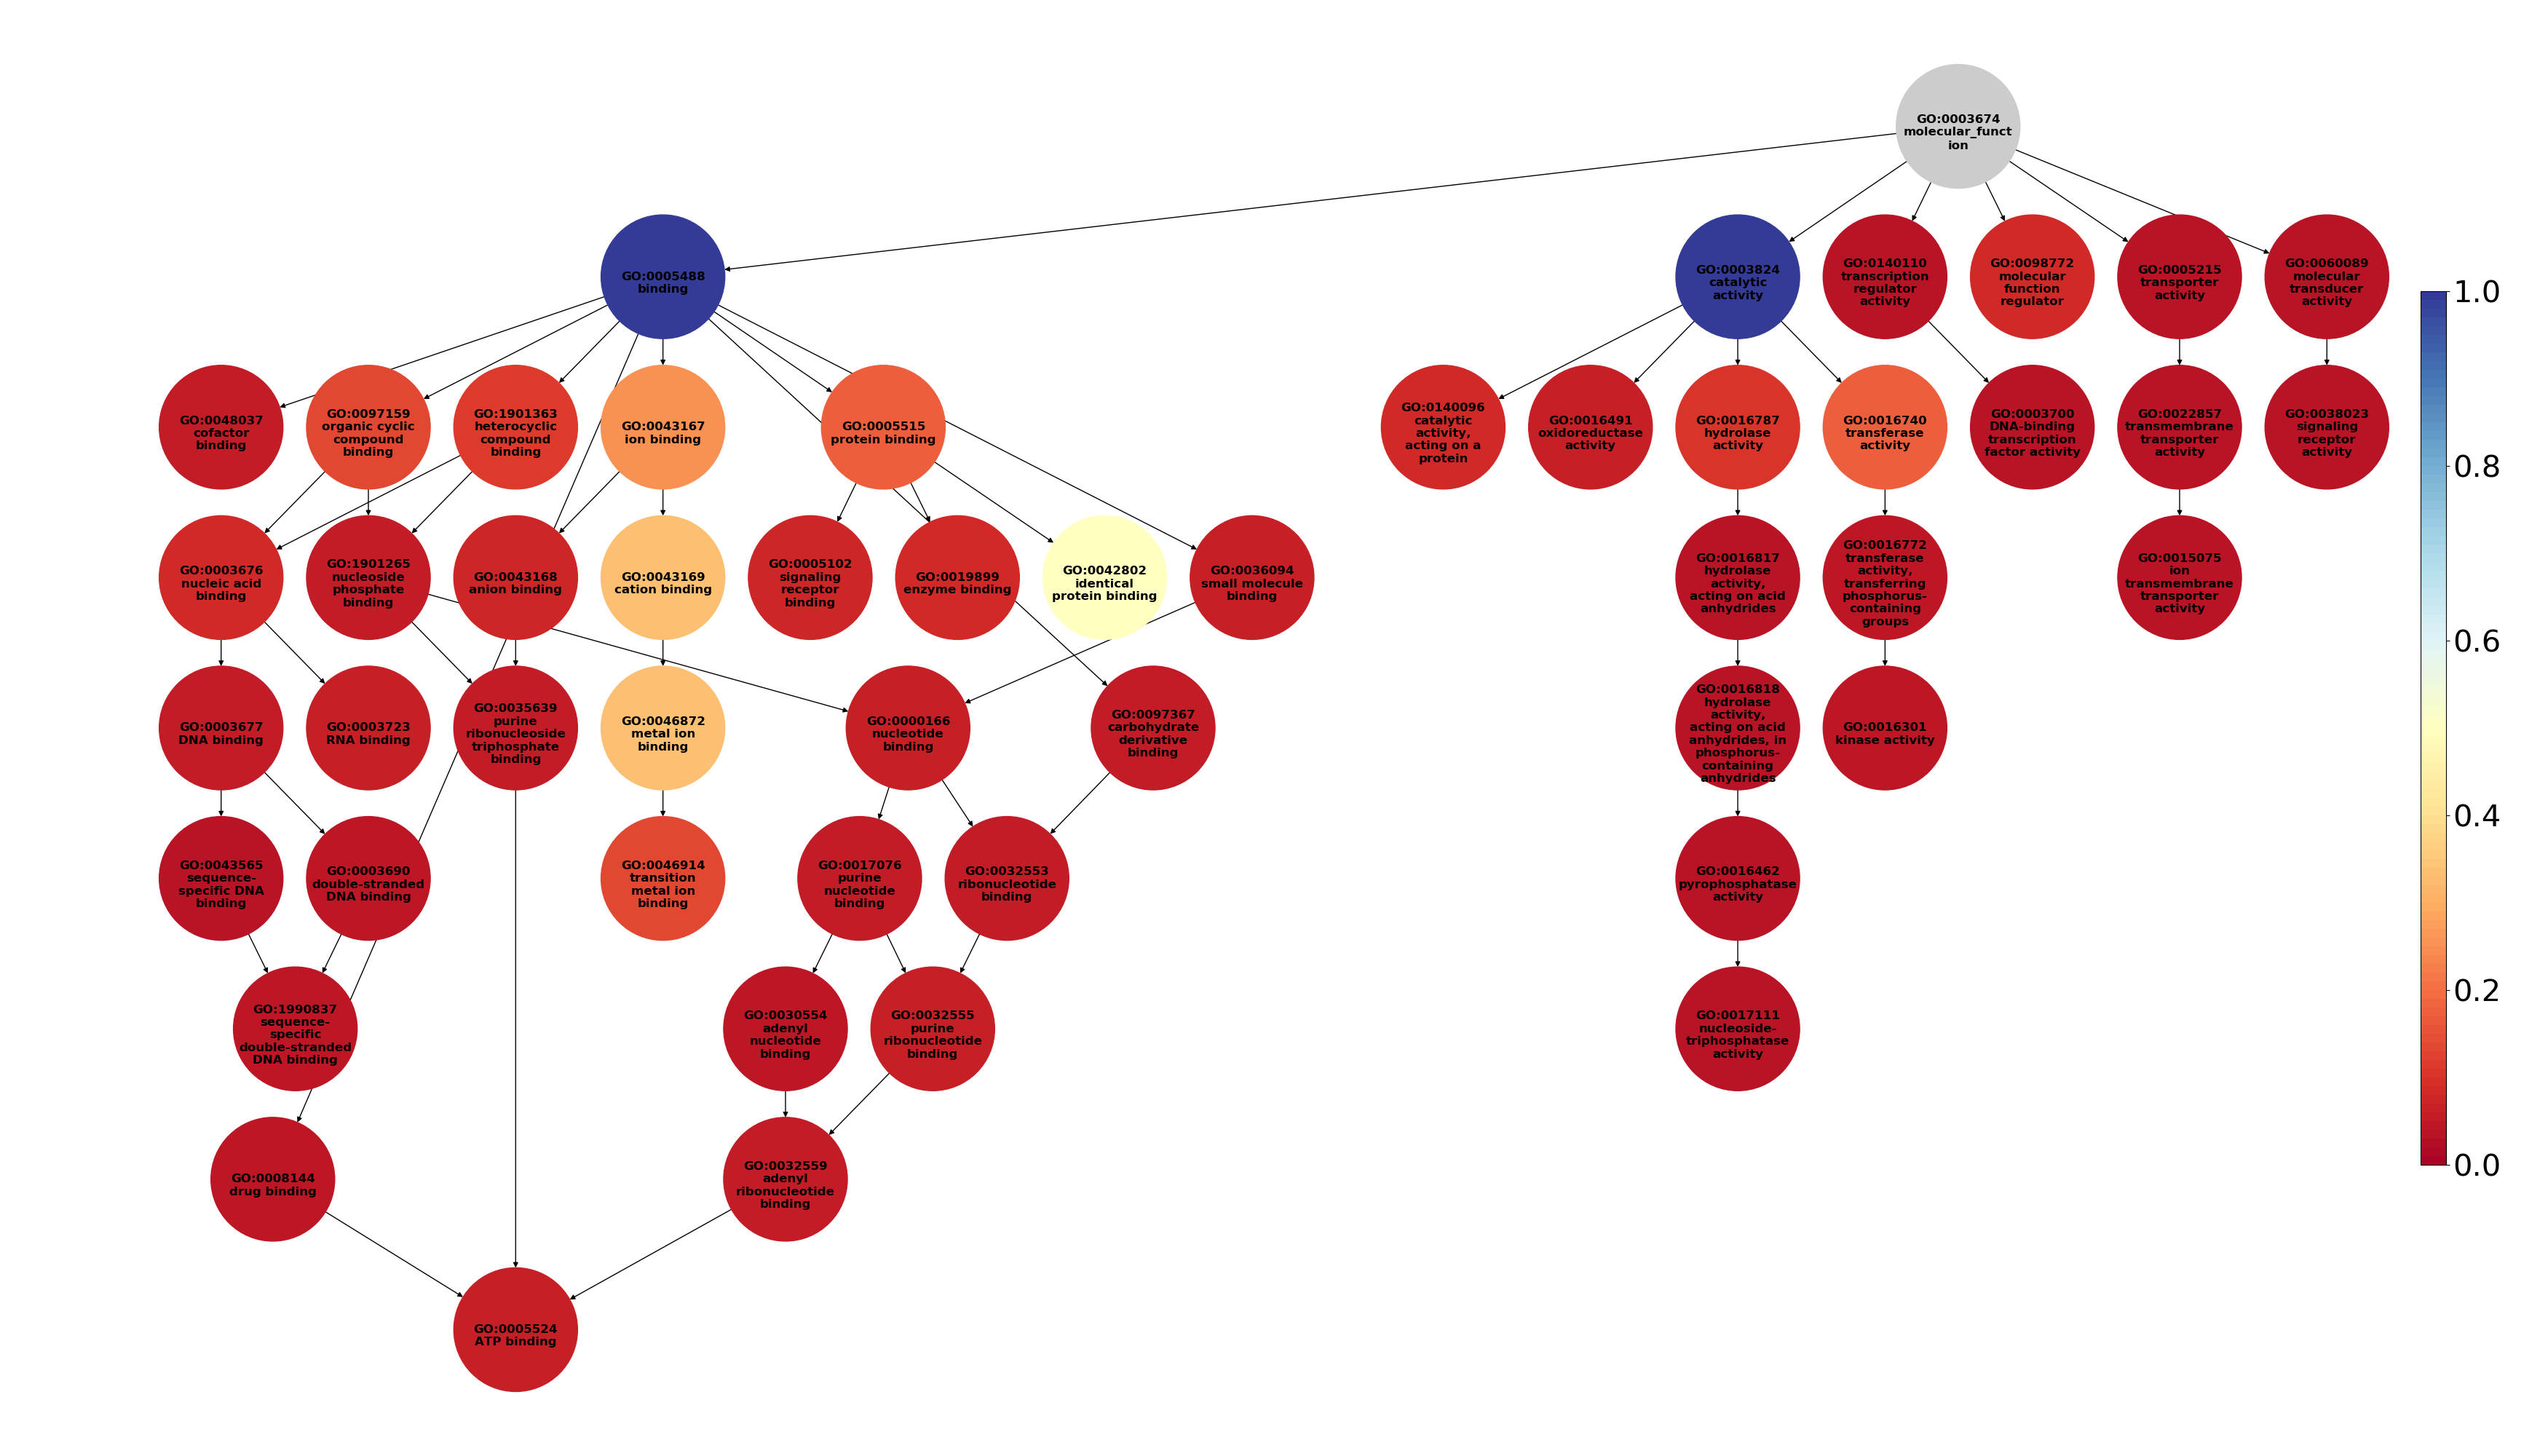 GO:0003674
molecular_funct
ion
GO:0005488
binding
GO:0003824
catalytic
activity
GO:0140110
transcription
regulator
activity
GO:0098772
molecular
function
regulator
GO:0005215
transporter
activity
GO:0060089
molecular
transducer
activity
GO:0048037
cofactor
binding
GO:0097159
organic cyclic
compound
binding
GO:1901363
heterocyclic
compound
binding
GO:0043167
ion binding
GO:0005515
protein binding
GO:0140096
catalytic
activity,
acting on a
protein
GO:0016491
oxidoreductase
activity
GO:0016787
hydrolase
activity
GO:0016740
transferase
activity
GO:0003700
DNA-binding
transcription
factor activity
GO:0022857
transmembrane
transporter
activity
GO:0038023
signaling
receptor
activity
GO:0003676
nucleic acid
binding
GO:1901265
nucleoside
phosphate
binding
GO:0043168
anion binding
GO:0043169
cation binding
GO:0005102
signaling
receptor
binding
GO:0019899
enzyme binding
GO:0042802
identical
protein binding
GO:0036094
small molecule
binding
GO:0016817
hydrolase
activity,
acting on acid
anhydrides
GO:0016772
transferase
activity,
transferring
phosphorus-
containing
groups
GO:0015075
ion
transmembrane
transporter
activity
GO:0003677
DNA binding
GO:0003723
RNA binding
GO:0035639
purine
ribonucleoside
triphosphate
binding
GO:0046872
metal ion
binding
GO:0000166
nucleotide
binding
GO:0097367
carbohydrate
derivative
binding
GO:0016818
hydrolase
activity,
acting on acid
anhydrides, in
phosphorus-
containing
anhydrides
GO:0016301
kinase activity
GO:0043565
sequence-
specific DNA
binding
GO:0003690
double-stranded
DNA binding
GO:0046914
transition
metal ion
binding
GO:0017076
purine
nucleotide
binding
GO:0032553
ribonucleotide
binding
GO:0016462
pyrophosphatase
activity
GO:1990837
sequence-
specific
double-stranded
DNA binding
GO:0030554
adenyl
nucleotide
binding
GO:0032555
purine
ribonucleotide
binding
GO:0017111
nucleoside-
triphosphatase
activity
GO:0008144
drug binding
GO:0032559
adenyl
ribonucleotide
binding
GO:0005524
ATP binding
1.0
0.8
0.6
0.4
0.2
0.0